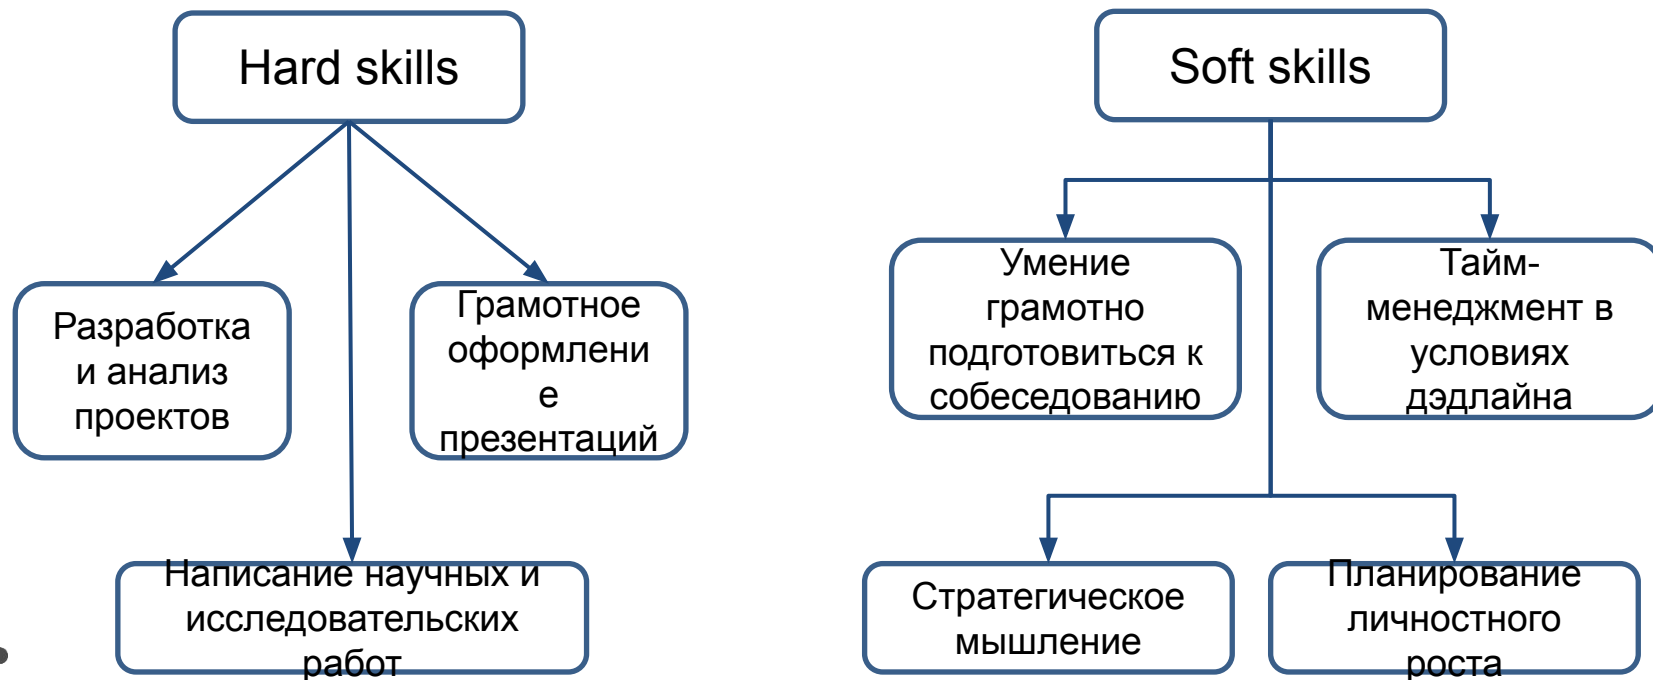 Hard skills
Разработка
и анализ
проектов
Грамотное
оформлени
е
презентаций
Написание научных и
исследовательских
работ
Soft skills
Умение
грамотно
подготовиться к
собеседованию
Тайм-
менеджмент в
условиях
дэдлайна
Стратегическое
мышление
Планирование
личностного
роста